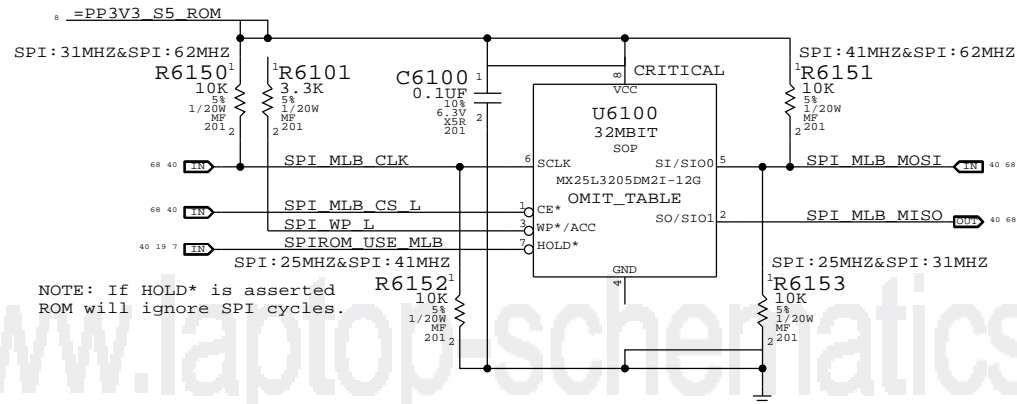 8 =PP3V3_S5_ROM
SPI:31MHZ&SPI:62MHZ
R6150
10K
5%
1/20W
MF
201
1
2
R6101
3.3K
5%
1/20W
MF
201
1
2
C6100
0.1UF
10%
6.3V
X5R
201
1
2
CRITICAL
8
VCC
U6100
32MBIT
SOP
MX25L3205DM2I-12G
OMIT_TABLE
SPI:41MHZ&SPI:62MHZ
R6151
10K
5%
1/20W
MF
201
1
2
68 40 IN SPI_MLB_CLK 6 SCLK
SI/SIO0 5 SPI_MLB_MOSI IN 40 68
68 40 IN SPI_MLB_CS_L 1 CE*
SPI_WP_L 3 WP*/ACC
SO/SIO1 2 SPI_MLB_MISO OUT 40 68
40 19 7 IN SPIROM_USE_MLB 7 HOLD*
GND
4
SPI:25MHZ&SPI:41MHZ
R6152
10K
5%
1/20W
MF
201
1
2
SPI:25MHZ&SPI:31MHZ
R6153
10K
5%
1/20W
MF
201
1
2
NOTE: If HOLD* is asserted
ROM will ignore SPI cycles.
ww.laptop-schematics